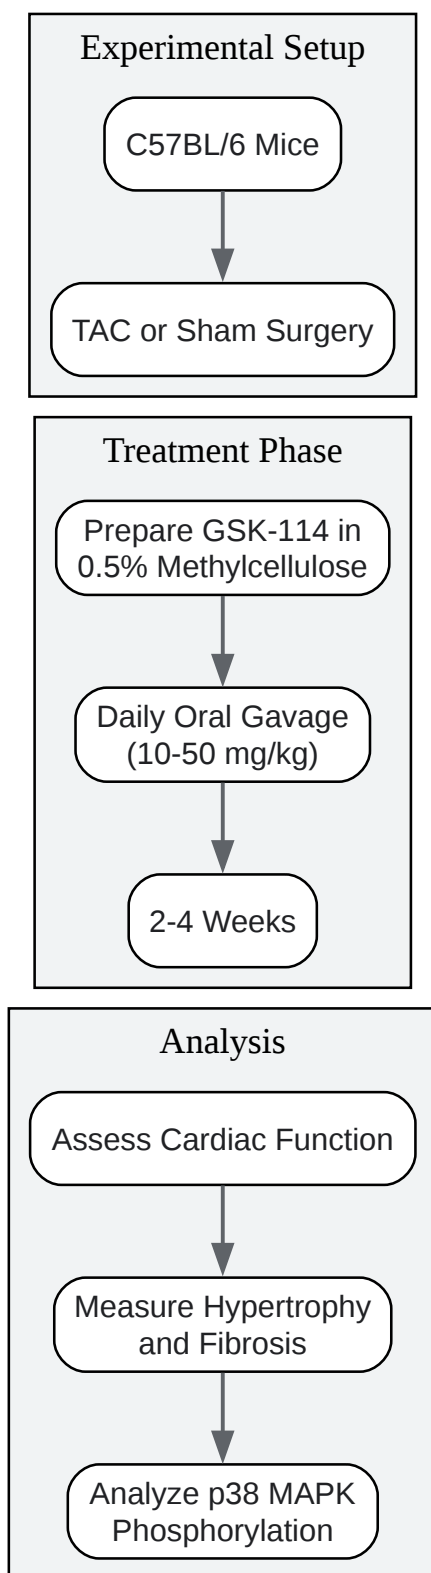 Experimental Setup
C57BL/6 Mice
TAC or Sham Surgery
Treatment Phase
Prepare GSK-114 in
0.5% Methylcellulose
Daily Oral Gavage
(10-50 mg/kg)
2-4 Weeks
Analysis
Assess Cardiac Function
Measure Hypertrophy
and Fibrosis
Analyze p38 MAPK
Phosphorylation